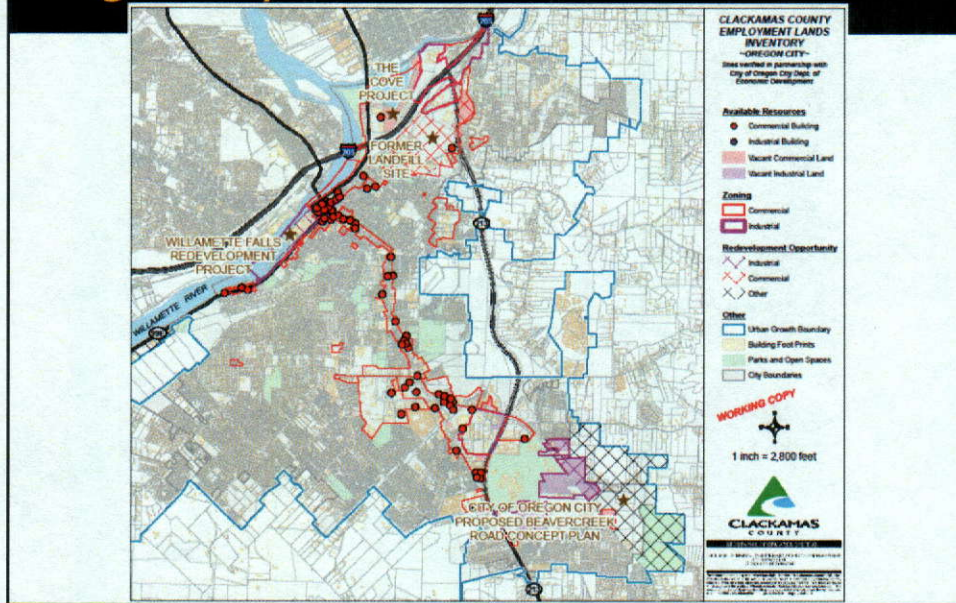 THE
COVE
PROJECT
FORMER
LANDFILL
SITE
205
213
WILLAMETTE FALLS
REDEVELOPMENT
PROJECT
WILLAMETTE RIVER
CITY OF OREGON CITY
PROPOSED BEAVERCREEK
ROAD CONCEPT PLAN
CLACKAMAS COUNTY
EMPLOYMENT LANDS
INVENTORY
~OREGON CITY~
Sites verified in partnership with
City of Oregon City Dept. of
Economic Development
Available Resources
Commercial Building
Industrial Building
Vacant Commercial Land
Vacant Industrial Land
Zoning
Commercial
Industrial
Redevelopment Opportunity
Industrial
Commercial
Other
Other
Urban Growth Boundary
Building Foot Prints
Parks and Open Spaces
City Boundaries
WORKING COPY
1 inch = 2,800 feet
CLACKAMAS
COUNTY